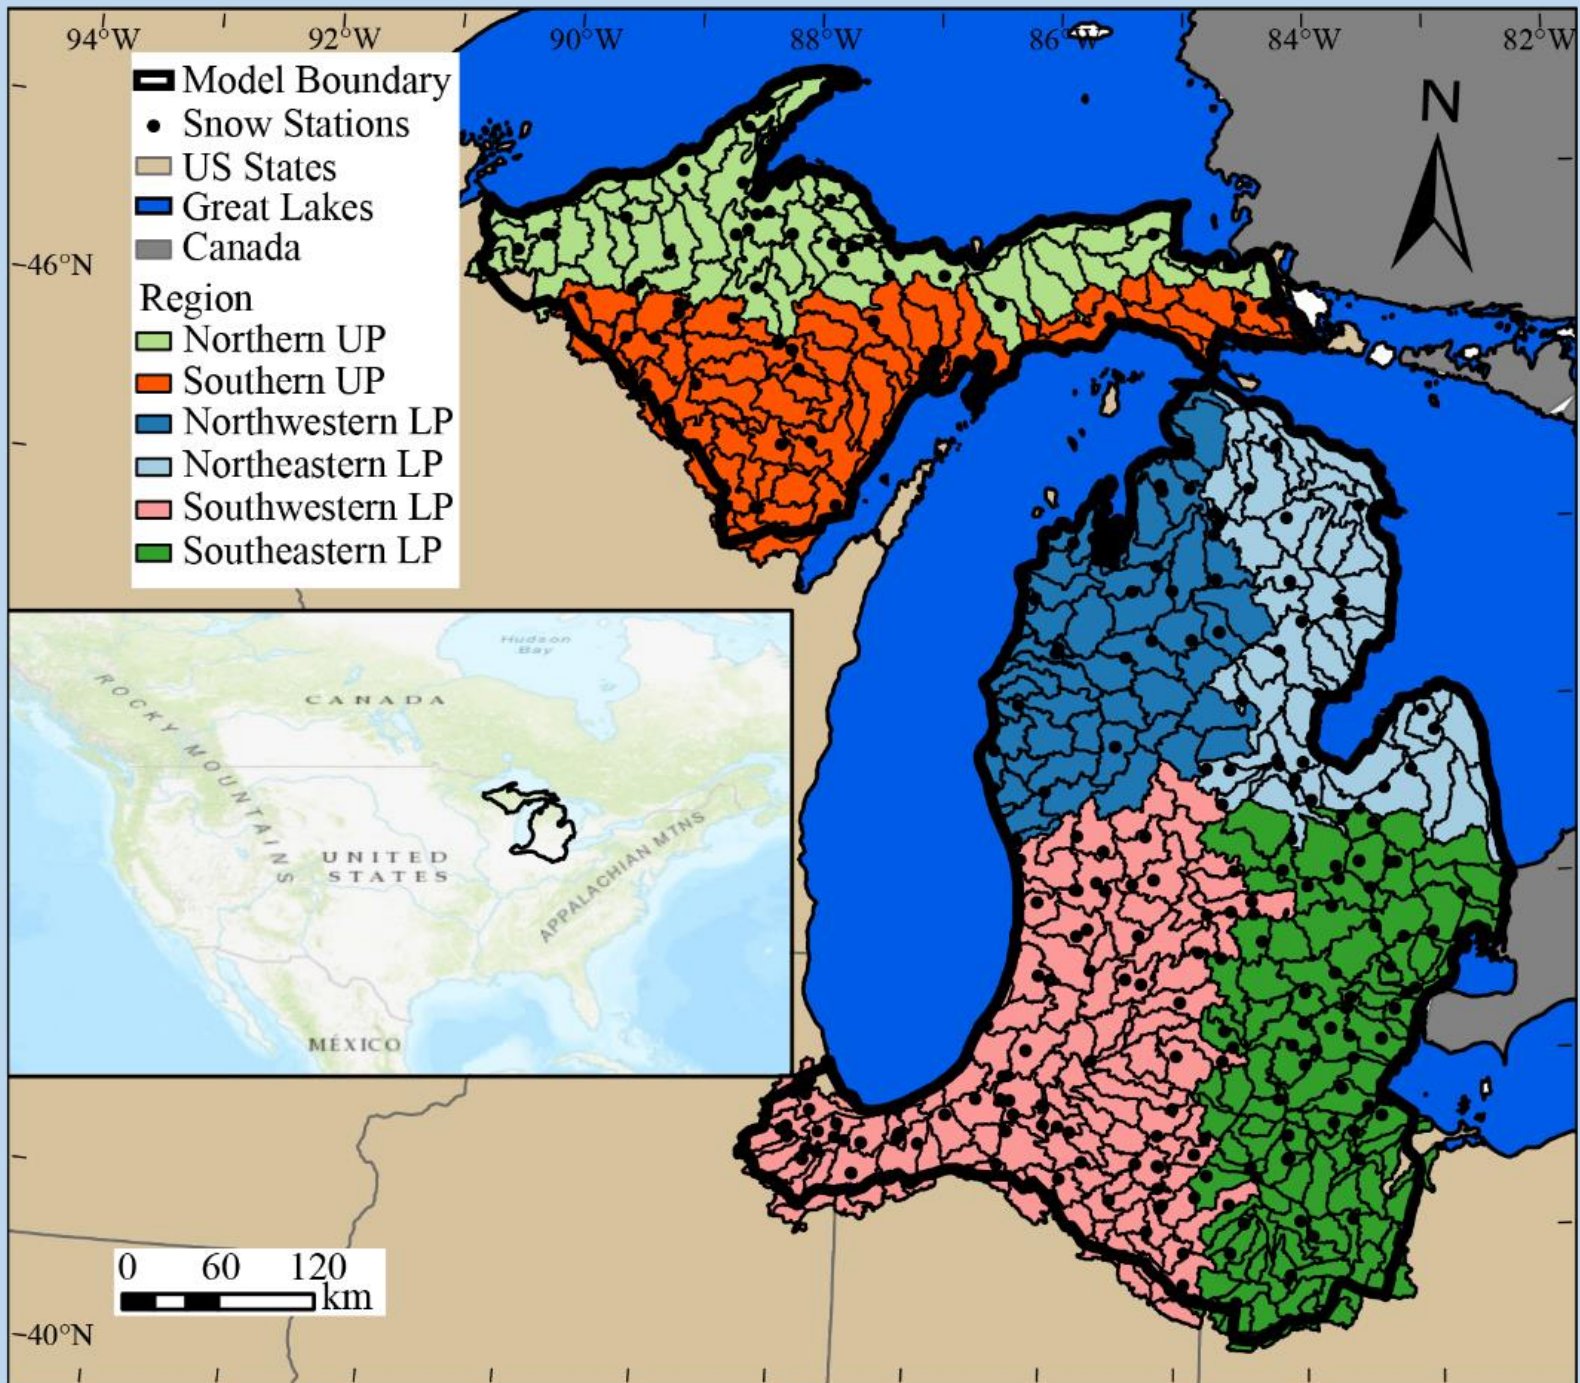 94°W 92°W 90°W 88°W 86°W 84°W 82°W
Model Boundary
Snow Stations
US States
Great Lakes
Canada
Region
Northern UP
Southern UP
Northwestern LP
Northeastern LP
Southwestern LP
Southeastern LP
N
46°N
Hudson
Bay
CANADA
ROCKY MOUNTAINS
UNITED
STATES
APPALACHIAN MTNS
MÉXICO
0 60 120
km
40°N